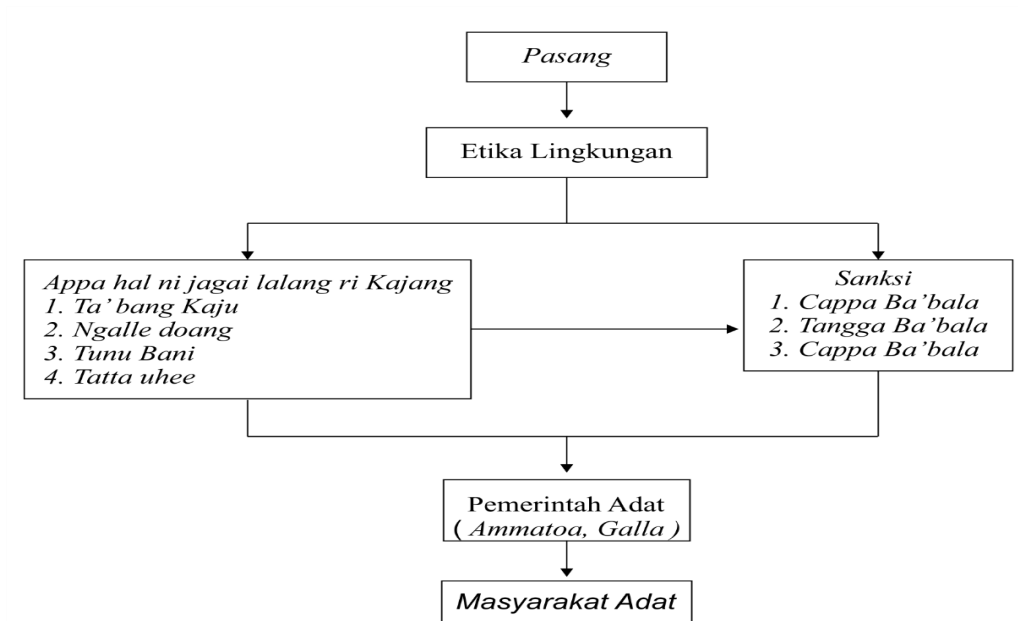 Pasang
Etika Lingkungan
Appa hal ni jagai lalang ri Kajang
1. Ta’bang Kaju
2. Ngalle doang
3. Tunu Bani
4. Tatta uhee
Sanksi
1. Cappa Ba’bala
2. Tangga Ba’bala
3. Cappa Ba’bala
Pemerintah Adat
( Ammatoa, Galla )
Masyarakat Adat